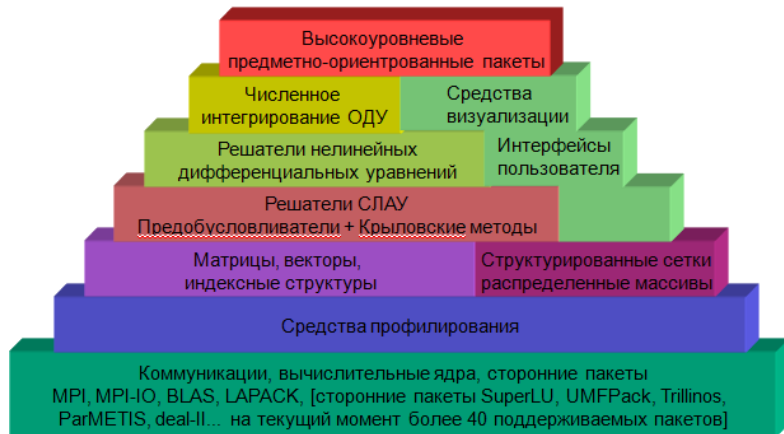 Высокоуровневые
предметно-ориентрованные пакеты
Численное
интегрирование ОДУ
Средства
визуализации
Решатели нелинейных
дифференциальных уравнений
Интерфейсы
пользователя
Решатели СЛАУ
Предобусловливатели + Крыловские методы
Матрицы, векторы,
индексные структуры
Структурированные сетки
распределенные массивы
Средства профилирования
Коммуникации, вычислительные ядра, сторонние пакеты
MPI, MPI-IO, BLAS, LAPACK, [сторонние пакеты SuperLU, UMFPack, Trillinos,
ParMETIS, deal-II... на текущий момент более 40 поддерживаемых пакетов]